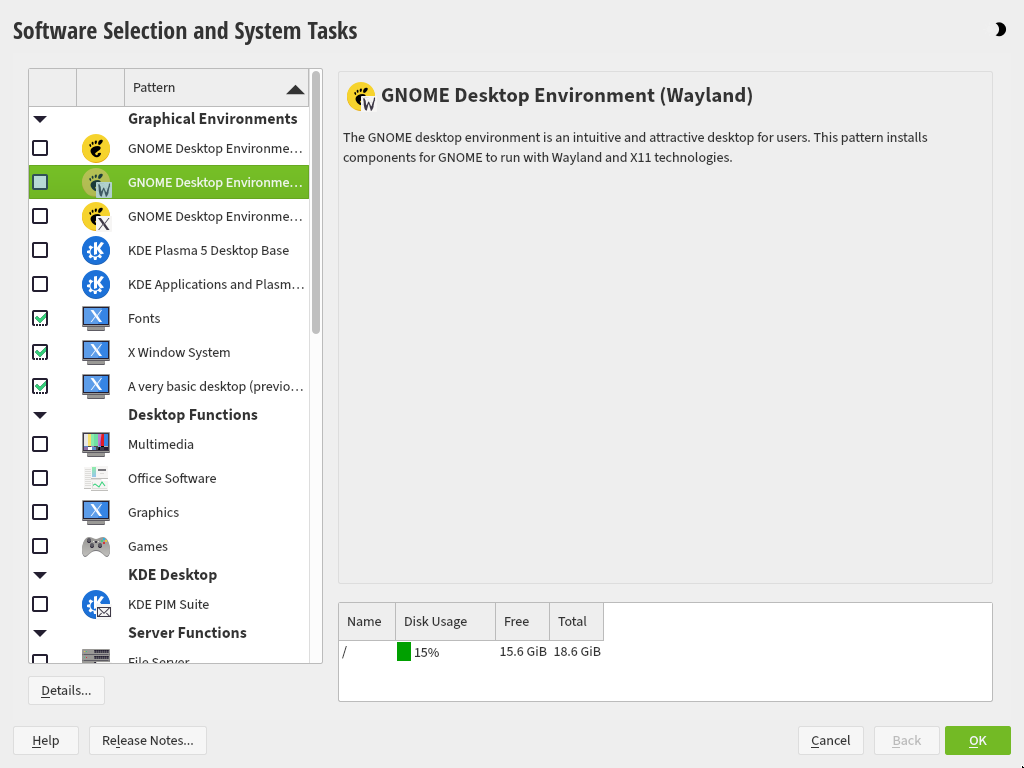 Software Selection and System Tasks
Pattern
Graphical Environments
GNOME Desktop Environme...
GNOME Desktop Environme...
GNOME Desktop Environme...
KDE Plasma 5 Desktop Base
KDE Applications and Plasm...
Fonts
X Window System
A very basic desktop (previo...
Desktop Functions
Multimedia
Office Software
Graphics
Games
KDE Desktop
KDE PIM Suite
Server Functions
File Server
Details...
GNOME Desktop Environment (Wayland)
The GNOME desktop environment is an intuitive and attractive desktop for users. This pattern installs
components for GNOME to run with Wayland and X11 technologies.
Name Disk Usage Free Total
/ 15% 15.6 GiB 18.6 GiB
Help Release Notes... Cancel Back OK